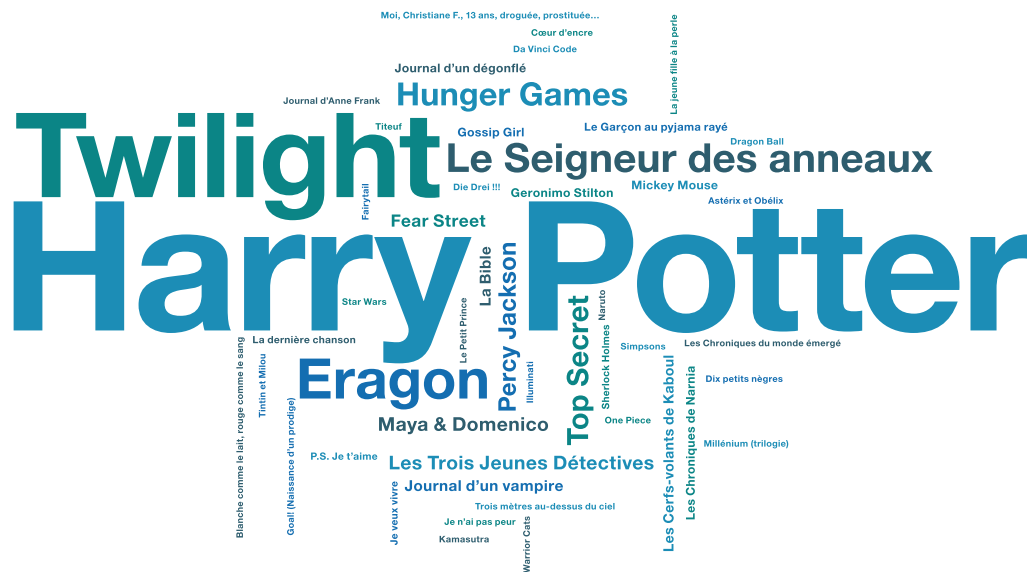 Moi, Christiane F., 13 ans, droguée, prostituée...
Cœur d'encre
Da Vinci Code
La jeune fille à la perle
Journal d'un dégonflé
Hunger Games
Journal d'Anne Frank
Twilight
Titeuf
Gossip Girl
Le Garçon au pyjama rayé
Dragon Ball
Le Seigneur des anneaux
Die Drei !!!
Geronimo Stilton
Mickey Mouse
Astérix et Obélix
Fairytail
Fear Street
Harry Potter
La Bible
Percy Jackson
Star Wars
Le Petit Prince
Top Secret
Naruto
Sherlock Holmes
La dernière chanson
Simpsons
Les Chroniques du monde émergé
Blanche comme le lait, rouge comme le sang
Tintin et Milou
Eragon
Illuminati
Les Cerfs-volants de Kaboul
Les Chroniques de Narnia
Dix petits nègres
Goal! (Naissance d'un prodige)
Maya & Domenico
One Piece
Millénium (trilogie)
P.S. Je t'aime
Les Trois Jeunes Détectives
Je veux vivre
Journal d'un vampire
Trois mètres au-dessus du ciel
Je n'ai pas peur
Warrior Cats
Kamasutra